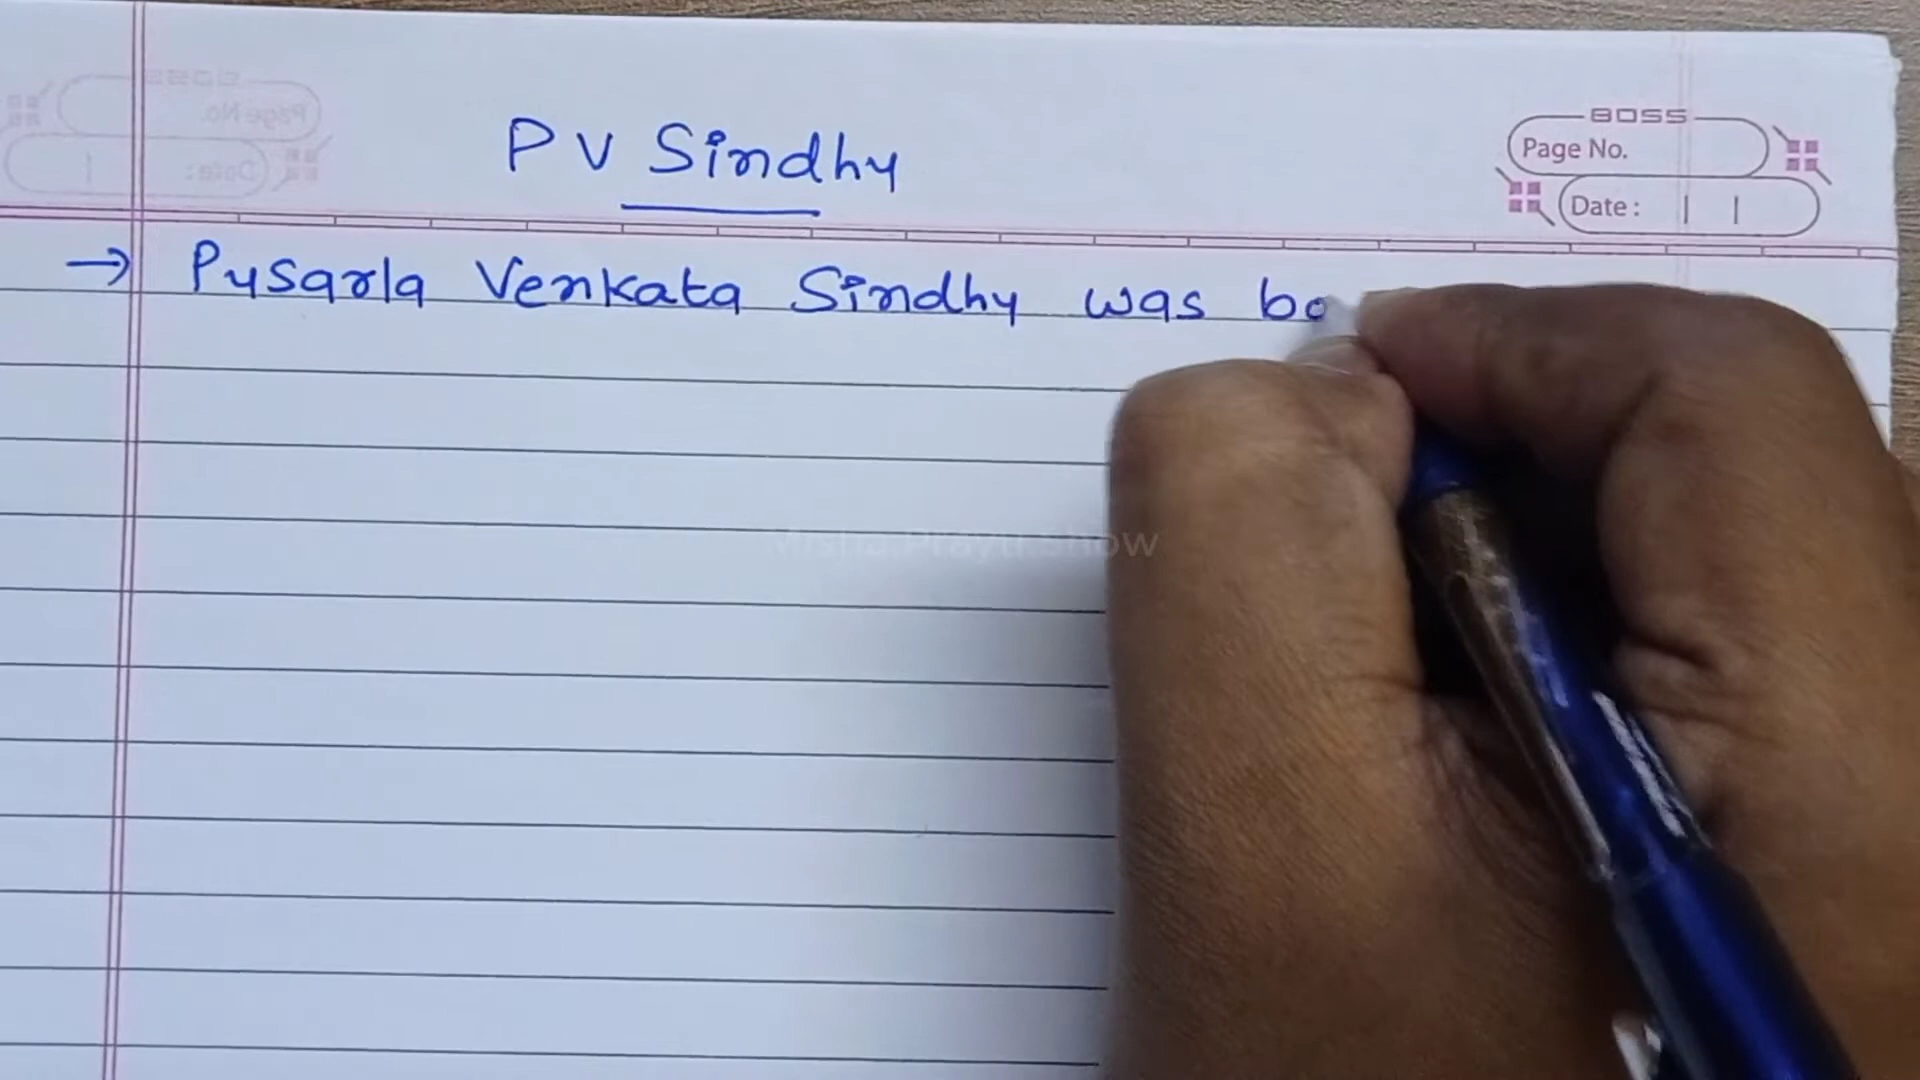 BOSS
Page No.
Date :
P V Sindhu
→ Pusarla Venkata Sindhu was bo